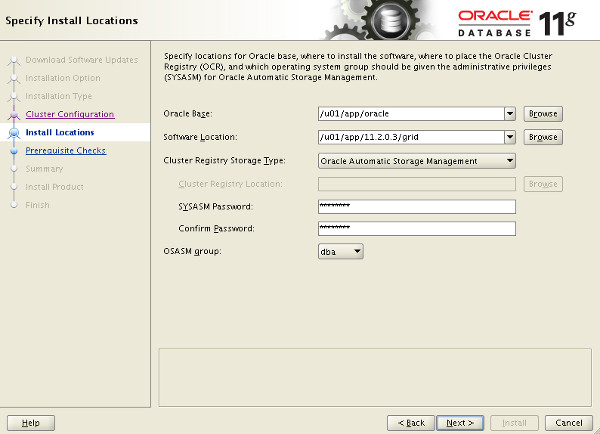 Specify Install Locations
ORACLE
DATABASE
11g
Download Software Updates
Installation Option
Installation Type
Cluster Configuration
Install Locations
Prerequisite Checks
Summary
Install Product
Finish
Specify locations for Oracle base, where to install the software, where to place the Oracle Cluster
Registry (OCR), and which operating system group should be given the administrative privileges
(SYSASM) for Oracle Automatic Storage Management.
Oracle Base: /u01/app/oracle Browse
Software Location: /u01/app/11.2.0.3/grid Browse
Cluster Registry Storage Type: Oracle Automatic Storage Management
Cluster Registry Location: Browse
SYSASM Password: ********
Confirm Password: ********
OSASM group: dba
Help < Back Next > Install Cancel